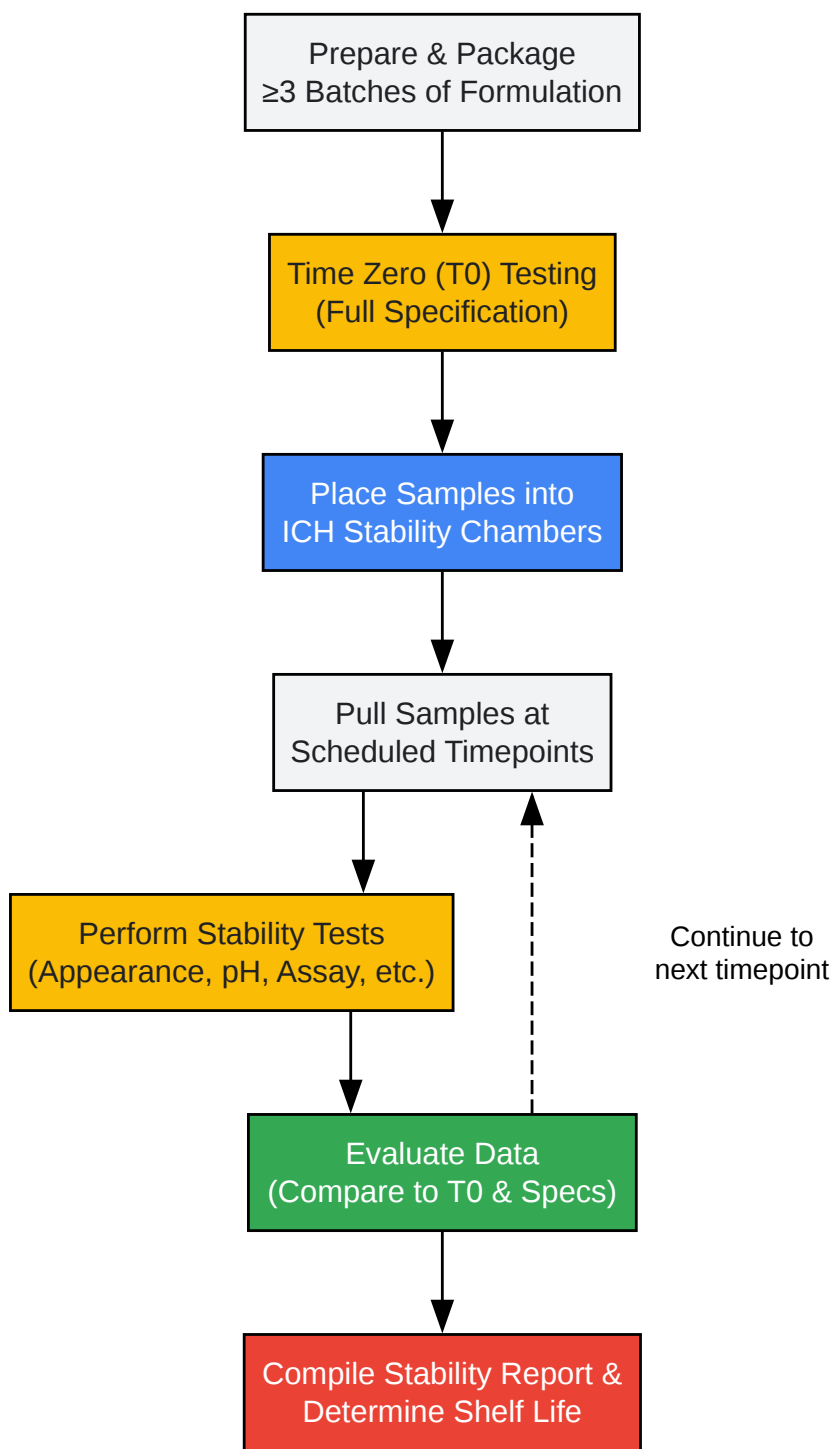 Prepare & Package
≥3 Batches of Formulation
Time Zero (T0) Testing
(Full Specification)
Place Samples into
ICH Stability Chambers
Pull Samples at
Scheduled Timepoints
Perform Stability Tests
(Appearance, pH, Assay, etc.)
Continue to
next timepoint
Evaluate Data
(Compare to T0 & Specs)
Compile Stability Report &
Determine Shelf Life